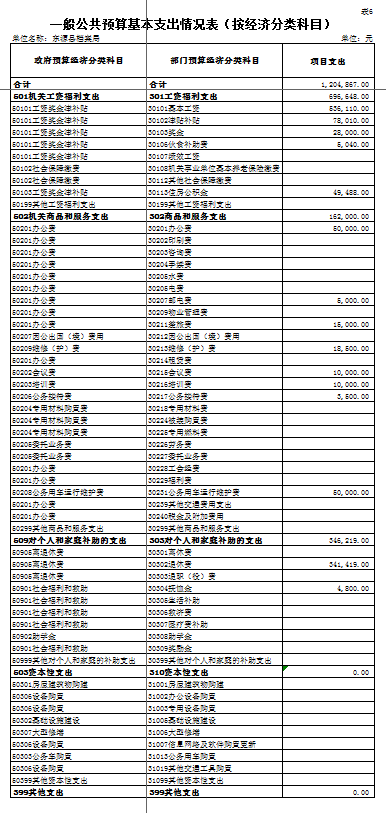 表6
一般公共预算基本支出情况表（按经济分类科目）
单位名称：东源县档案局 单位：元
政府预算经济分类科目 部门预算经济分类科目 项目支出
合计 合计 1,204,867.00
501机关工资福利支出 301工资福利支出 696,648.00
50101工资奖金津补贴 30101基本工资 536,110.00
50101工资奖金津补贴 30102津贴补贴 78,010.00
50101工资奖金津补贴 30103奖金 28,000.00
50101工资奖金津补贴 30106伙食补助费 5,040.00
50101工资奖金津补贴 30107绩效工资
50102社会保障缴费 30108机关事业单位基本养老保险缴费
50102社会保障缴费 30112其他社会保障缴费
50103工资奖金津补贴 30113住房公积金 49,488.00
50199其他工资福利支出 30199其他工资福利支出
502机关商品和服务支出 302商品和服务支出 162,000.00
50201办公费 30201办公费 50,000.00
50201办公费 30202印刷费
50201办公费 30203咨询费
50201办公费 30204手续费
50201办公费 30205水费
50201办公费 30206电费
50201办公费 30207邮电费 5,000.00
50201办公费 30209物业管理费
50201办公费 30211差旅费 15,000.00
50207因公出国（境）费用 30212因公出国（境）费用
50209维修（护）费 30213维修（护）费 18,500.00
50201办公费 30214租赁费
50202会议费 30215会议费 10,000.00
50203培训费 30216培训费 10,000.00
50206公务接待费 30217公务接待费 3,500.00
50204专用材料购置费 30218专用材料费
50204专用材料购置费 30224被装购置费
50204专用材料购置费 30225专用燃料费
50205委托业务费 30226劳务费
50205委托业务费 30227委托业务费
50201办公费 30228工会经费
50201办公费 30229福利费
50208公务用车运行维护费 30231公务用车运行维护费 50,000.00
50201办公费 30239其他交通费用支出
50201办公费 30240税金及附加费用
50299其他商品和服务支出 30299其他商品和服务支出
509对个人和家庭补助的支出 303对个人和家庭补助的支出 346,219.00
50905离退休费 30301离休费
50905离退休费 30302退休费 341,419.00
50905离退休费 30303退职（役）费
50901社会福利和救助 30304抚恤金 4,800.00
50901社会福利和救助 30305生活补助
50901社会福利和救助 30306救济费
50901社会福利和救助 30307医疗费补助
50902助学金 30308助学金
50901社会福利和救助 30309奖励金
50999其他对个人和家庭的补助支出 30399其他对个人和家庭的补助支出
503资本性支出 310资本性支出 0.00
50301房屋建筑物购建 31001房屋建筑物购建
50306设备购置 31002办公设备购置
50306设备购置 31003专用设备购置
50302基础设施建设 31005基础设施建设
50307大型修缮 31006大型修缮
50306设备购置 31007信息网络及软件购置更新
50303公务车购置 31013公务用车购置
50306设备购置 31019其他交通工具购置
50399其他资本性支出 31099其他资本性支出
399其他支出 399其他支出 0.00